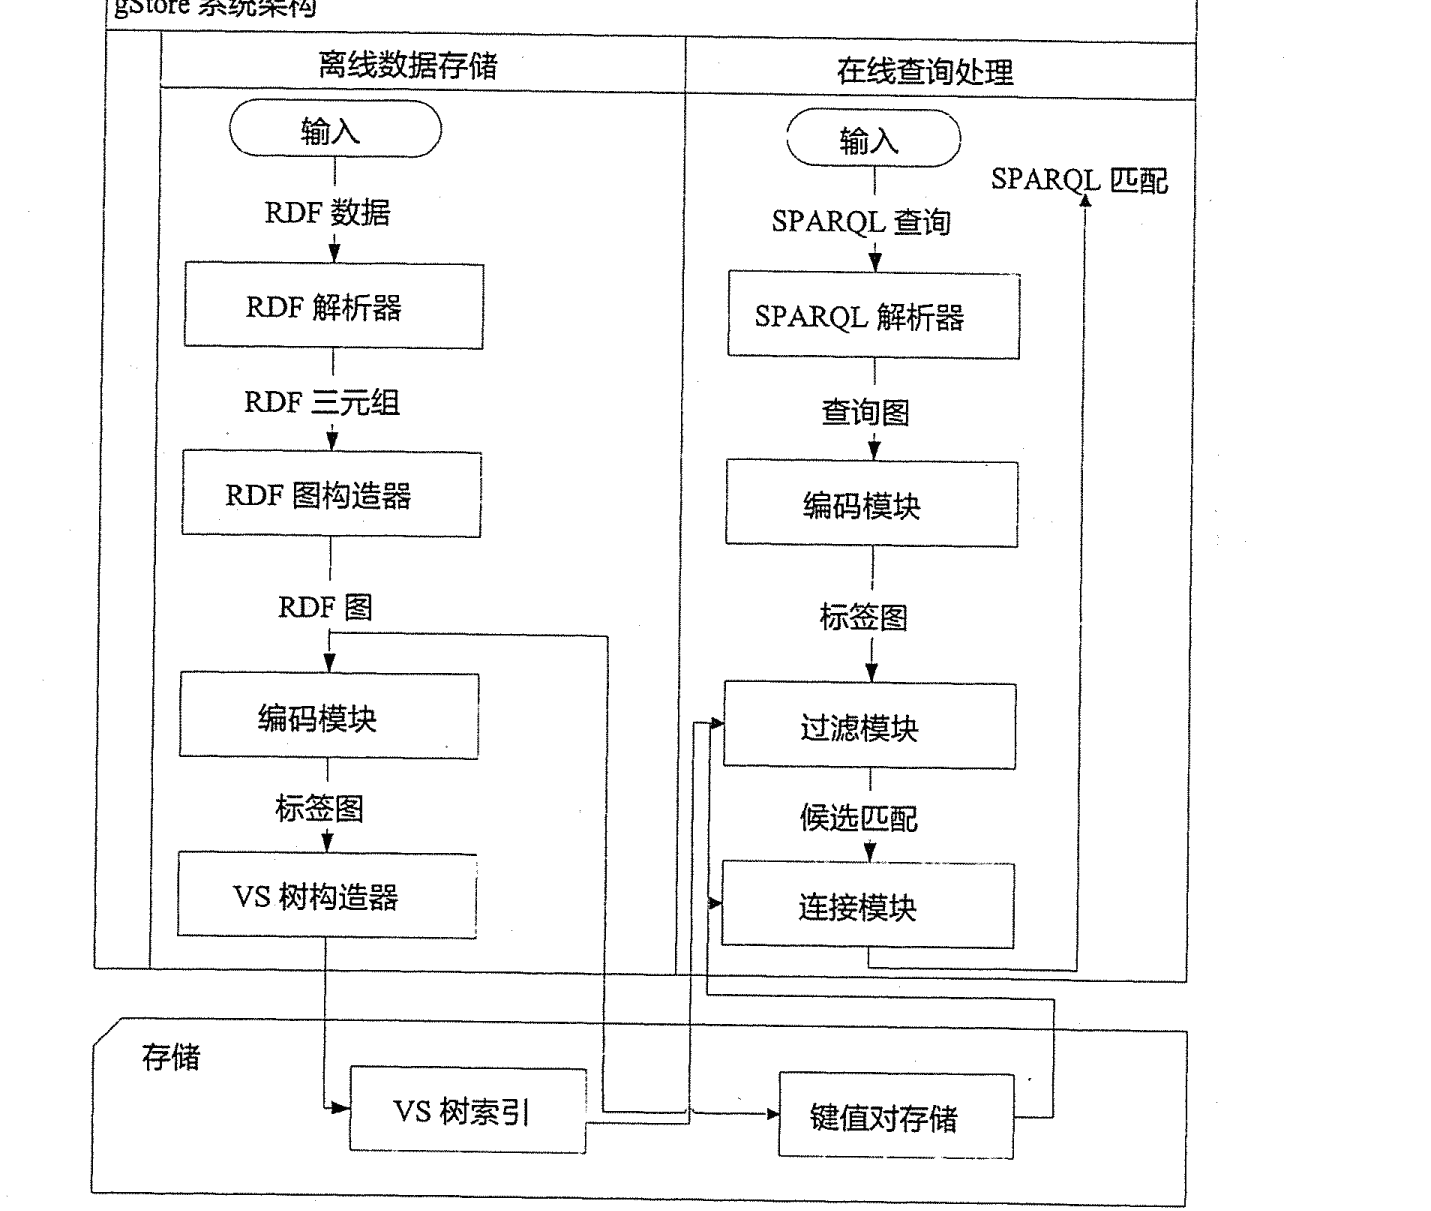 gStore 系统架构
离线数据存储
在线查询处理
输入
RDF 数据
RDF 解析器
RDF 三元组
RDF 图构造器
RDF 图
编码模块
标签图
VS 树构造器
输入
SPARQL 匹配
SPARQL 查询
SPARQL 解析器
查询图
编码模块
标签图
过滤模块
候选匹配
连接模块
存储
VS 树索引
键值对存储